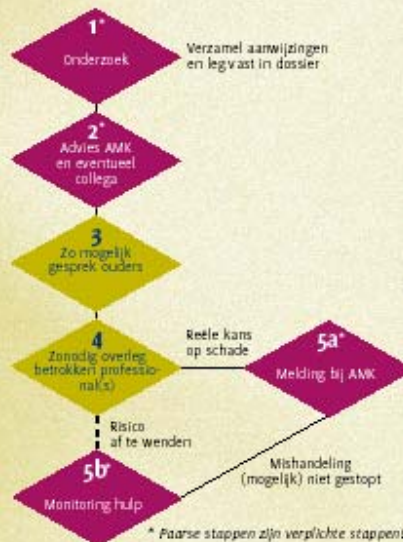 1*
Onderzoek
Verzamel aanwijzingen
en leg vast in dossier
2*
Advies AMK
en eventueel
collega
3
Zo mogelijk
gesprek ouders
4
Zonodig overleg
betrokken professio-
nal(s)
Reële kans
op schade
5a*
Melding bij AMK
Risico
af te wenden
5b*
Monitoring hulp
Mishandeling
(mogelijk) niet gestopt
* Paarse stappen zijn verplichte stappen!